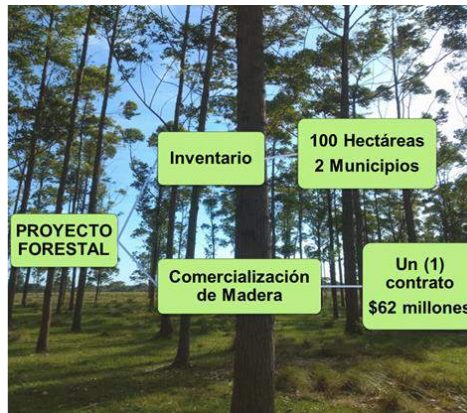 PROYECTO
FORESTAL
Inventario
100 Hectáreas
2 Municipios
Comercialización
de Madera
Un (1)
contrato
$62 millones